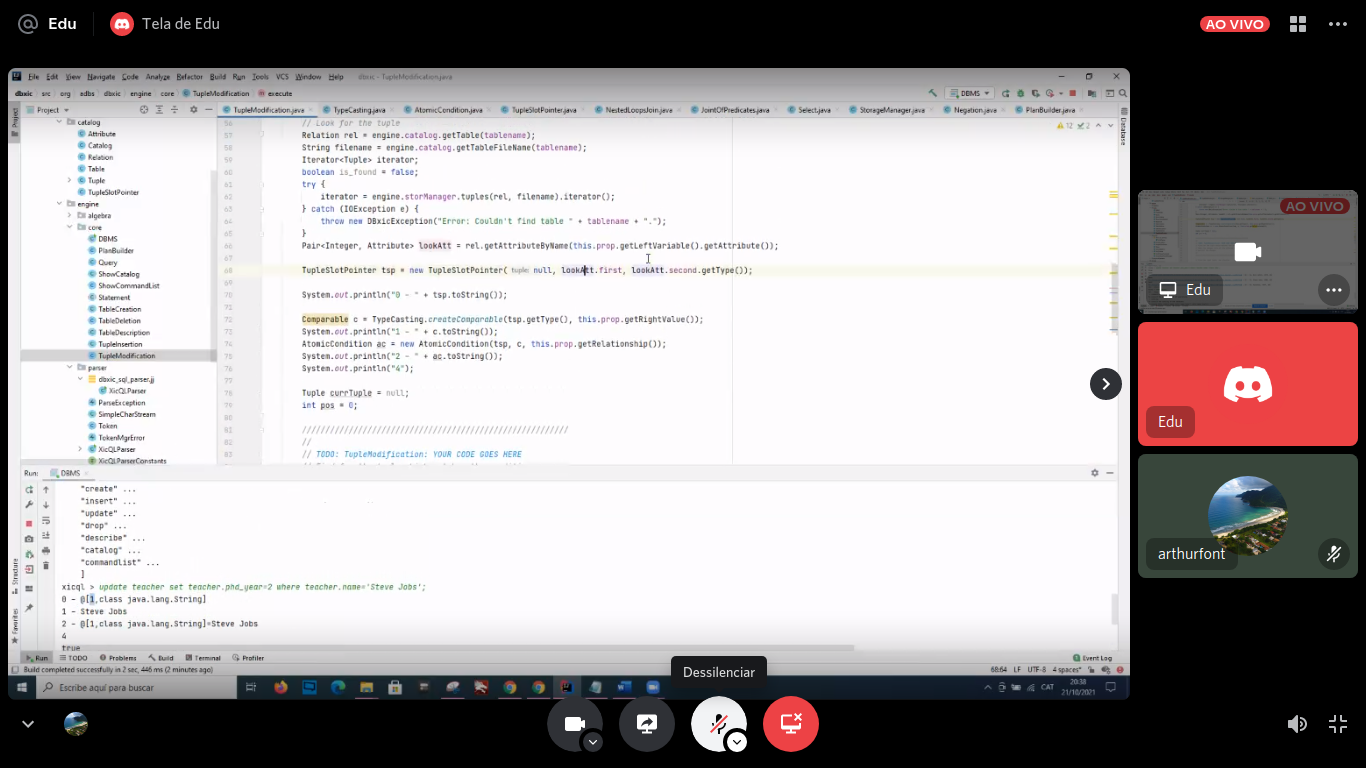 Edu
Tela de Edu
AO VIVO
File Edit View Navigate Code Analyze Refactor Build Run Tools VCS Window Help dbxic - TupleModification.java
dbxic src org edbs dbxic engine core TupleModification execute
DBMS
Project
TupleModification.java
TypeCasting.java
AtomicCondition.java
TupleSlotPointer.java
NestedLoopsJoin.java
JointOfPredicates.java
Select.java
StorageManager.java
Negation.java
PlanBuilder.java
Project
Database
catalog
Attribute
Catalog
Relation
Table
Tuple
TupleSlotPointer
engine
algebra
core
DBMS
PlanBuilder
Query
ShowCatalog
ShowCommandList
Statement
TableCreation
TableDeletion
TableDescription
TupleInsertion
TupleModification
parser
dbxic_sql_parser.jj
XicQLParser
ParseException
SimpleCharStream
Token
TokenMgrError
XicQLParser
XicQLParserConstants
12 2
56 // Look for the tuple
57 Relation rel = engine.catalog.getTable(tablename);
58 String filename = engine.catalog.getTableFileName(tablename);
59 Iterator<Tuple> iterator;
60 boolean is_found = false;
61 try {
62 iterator = engine.storManager.tuples(rel, filename).iterator();
63 } catch (IOException e) {
64 throw new DBxicException("Error: Couldn't find table " + tablename + ".");
65 }
66 Pair<Integer, Attribute> lookAtt = rel.getAttributeByName(this.prop.getLeftVariable().getAttribute());
67
68 TupleSlotPointer tsp = new TupleSlotPointer( tuple: null, lookAtt.first, lookAtt.second.getType());
69
70 System.out.println("0 - " + tsp.toString());
71
72 Comparable c = TypeCasting.createComparable(tsp.getType(), this.prop.getRightValue());
73 System.out.println("1 - " + c.toString());
74 AtomicCondition ac = new AtomicCondition(tsp, c, this.prop.getRelationship());
75 System.out.println("2 - " + ac.toString());
76 System.out.println("4");
77
78 Tuple currTuple = null;
79 int pos = 0;
80
81 ////////////////////////////////////////////////////////
82 //
83 // TODO: TupleModification: YOUR CODE GOES HERE
Run: DBMS
Structure
Favorites
"create" ...
"insert" ...
"update" ...
"drop" ...
"describe" ...
"catalog" ...
"commandlist" ...
]
xicql > update teacher set teacher.phd_year=2 where teacher.name='Steve Jobs';
0 - @[1,class java.lang.String]
1 - Steve Jobs
2 - @[1,class java.lang.String]=Steve Jobs
4
true
Run TODO Problems Build Terminal Profiler Event Log
Build completed successfully in 2 sec, 446 ms (2 minutes ago) 68:64 LF UTF-8 4 spaces
Escribe aquí para buscar
CAT
20:38
21/10/2021
AO VIVO
Edu
Edu
arthurfont
Dessilenciar